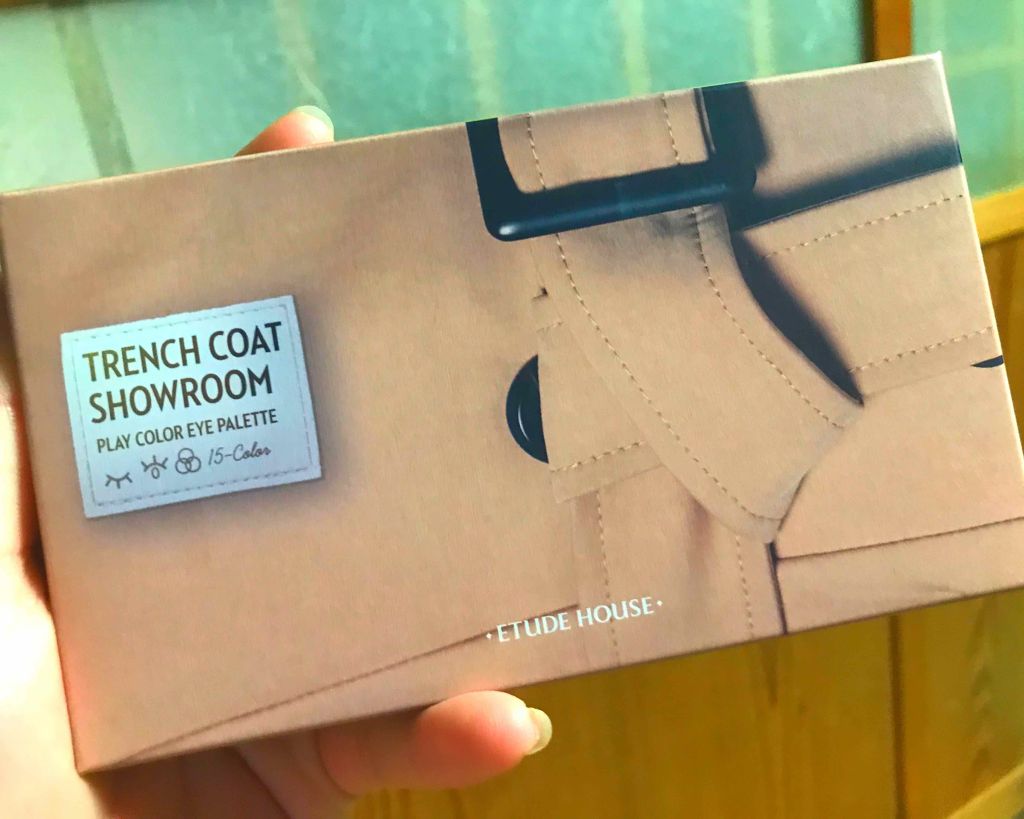 TRENCH COAT
SHOWROOM
PLAY COLOR EYE PALETTE
15-Color
ETUDE HOUSE